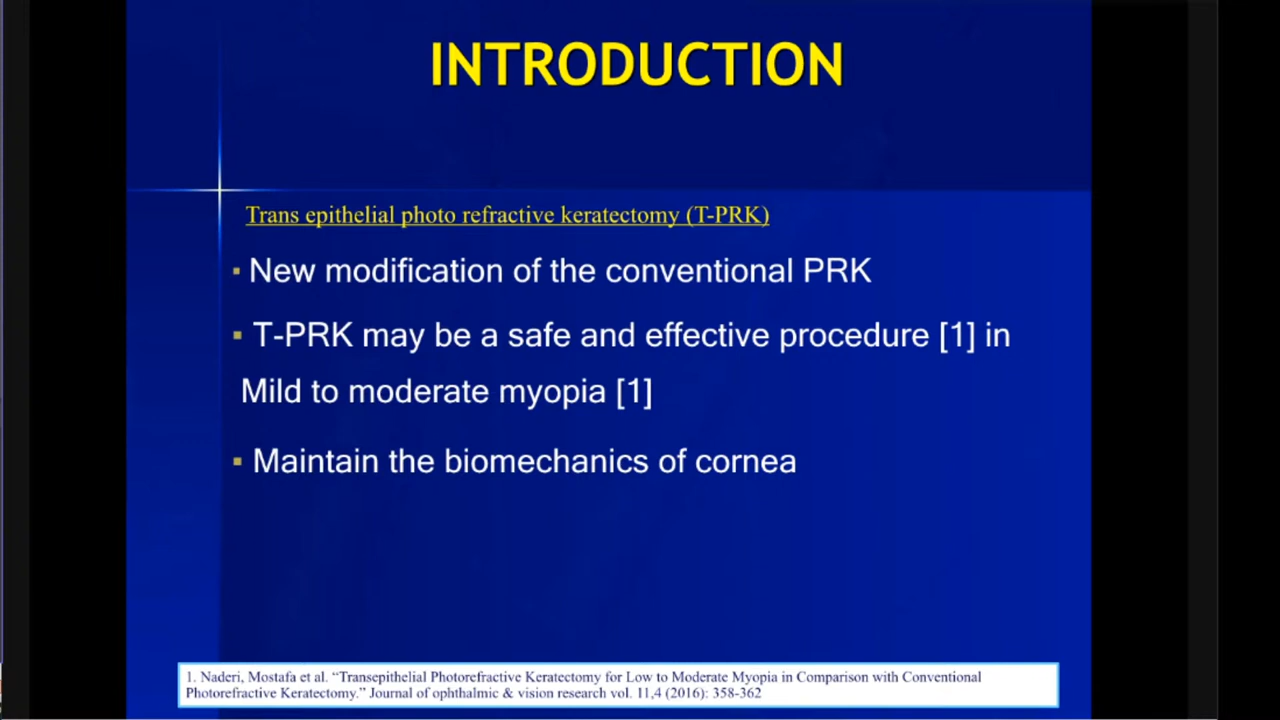 INTRODUCTION
Trans epithelial photo refractive keratectomy (T-PRK)
▪ New modification of the conventional PRK
▪ T-PRK may be a safe and effective procedure [1] in
Mild to moderate myopia [1]
▪ Maintain the biomechanics of cornea
1. Naderi, Mostafa et al. “Transepithelial Photorefractive Keratectomy for Low to Moderate Myopia in Comparison with Conventional
Photorefractive Keratectomy.” Journal of ophthalmic & vision research vol. 11,4 (2016): 358-362